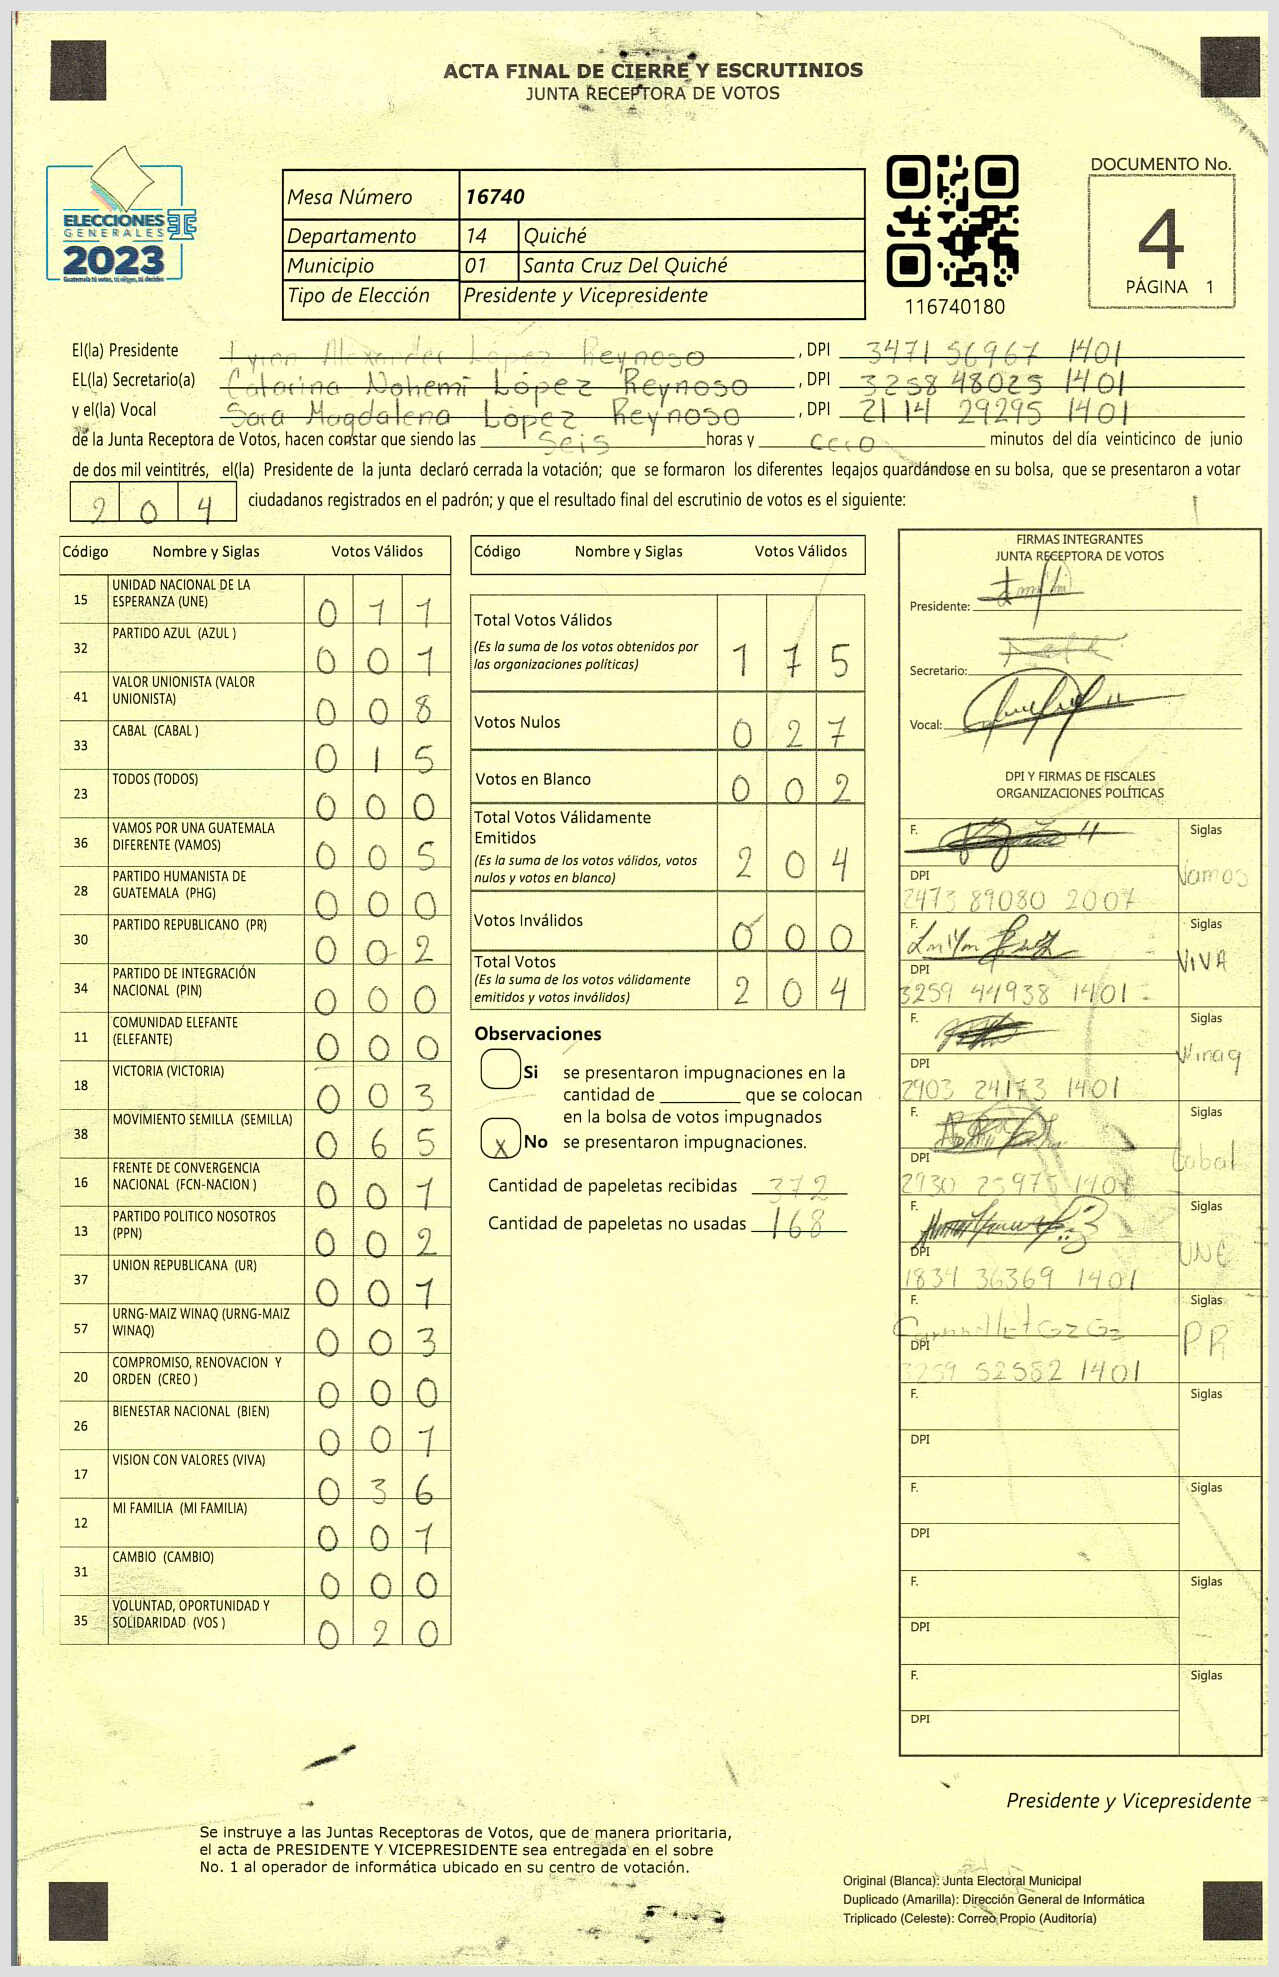 ACTA FINAL DE CIERRE Y ESCRUTINIOS
JUNTA RECEPTORA DE VOTOS
ELECCIONES
GENERALES
2023
Guatemala tú votas, tú eliges, tú decides
Mesa Número 16740
Departamento 14 Quiché
Municipio 01 Santa Cruz Del Quiché
Tipo de Elección Presidente y Vicepresidente
116740180
DOCUMENTO No.
4
PÁGINA 1
El(la) Presidente Alexander López Reynoso, DPI 3471 56967 1401
EL(la) Secretario(a) Catarina Nohemi López Reynoso, DPI 3258 48025 1401
y el(la) Vocal Sara Magdalena López Reynoso, DPI 2114 29295 1401
de la Junta Receptora de Votos, hacen constar que siendo las seis horas y cero minutos del día veinticinco de junio
de dos mil veintitrés, el(la) Presidente de la junta declaró cerrada la votación; que se formaron los diferentes legajos guardándose en su bolsa, que se presentaron a votar
204 ciudadanos registrados en el padrón; y que el resultado final del escrutinio de votos es el siguiente:
Código Nombre y Siglas Votos Válidos
15 UNIDAD NACIONAL DE LA ESPERANZA (UNE) 0 1 1
32 PARTIDO AZUL (AZUL ) 0 0 1
41 VALOR UNIONISTA (VALOR UNIONISTA) 0 0 8
33 CABAL (CABAL ) 0 1 5
23 TODOS (TODOS) 0 0 0
36 VAMOS POR UNA GUATEMALA DIFERENTE (VAMOS) 0 0 5
28 PARTIDO HUMANISTA DE GUATEMALA (PHG) 0 0 0
30 PARTIDO REPUBLICANO (PR) 0 0 2
34 PARTIDO DE INTEGRACIÓN NACIONAL (PIN) 0 0 0
11 COMUNIDAD ELEFANTE (ELEFANTE) 0 0 0
18 VICTORIA (VICTORIA) 0 0 3
38 MOVIMIENTO SEMILLA (SEMILLA) 0 6 5
16 FRENTE DE CONVERGENCIA NACIONAL (FCN-NACION ) 0 0 1
13 PARTIDO POLITICO NOSOTROS (PPN) 0 0 2
37 UNION REPUBLICANA (UR) 0 0 1
57 URNG-MAIZ WINAQ (URNG-MAIZ WINAQ) 0 0 3
20 COMPROMISO, RENOVACION Y ORDEN (CREO ) 0 0 0
26 BIENESTAR NACIONAL (BIEN) 0 0 1
17 VISION CON VALORES (VIVA) 0 3 6
12 MI FAMILIA (MI FAMILIA) 0 0 1
31 CAMBIO (CAMBIO) 0 0 0
35 VOLUNTAD, OPORTUNIDAD Y SOLIDARIDAD (VOS ) 0 2 0
Código Nombre y Siglas Votos Válidos
Total Votos Válidos 1 7 5
(Es la suma de los votos obtenidos por
las organizaciones políticas)
Votos Nulos 0 2 7
Votos en Blanco 0 0 2
Total Votos Válidamente
Emitidos 2 0 4
(Es la suma de los votos válidos, votos
nulos y votos en blanco)
Votos Inválidos 0 0 0
Total Votos 2 0 4
(Es la suma de los votos válidamente
emitidos y votos inválidos)
Observaciones
Si se presentaron impugnaciones en la
cantidad de ________ que se colocan
en la bolsa de votos impugnados
X No se presentaron impugnaciones.
Cantidad de papeletas recibidas 372
Cantidad de papeletas no usadas 168
FIRMAS INTEGRANTES
JUNTA RECEPTORA DE VOTOS
Presidente:
Secretario:
Vocal:
DPI Y FIRMAS DE FISCALES
ORGANIZACIONES POLÍTICAS
F. Siglas
Vamos
DPI
2473 89080 2007
F. Siglas
VIVA
DPI
3259 44938 1401
F. Siglas
Winaq
DPI
2903 24173 1401
F. Siglas
Cabal
DPI
2930 25975 1401
F. Siglas
UNE
DPI
1834 36369 1401
F. Siglas
PR
DPI
3259 52582 1401
F. Siglas
DPI
F. Siglas
DPI
F. Siglas
DPI
F. Siglas
DPI
Presidente y Vicepresidente
Se instruye a las Juntas Receptoras de Votos, que de manera prioritaria,
el acta de PRESIDENTE Y VICEPRESIDENTE sea entregada en el sobre
No. 1 al operador de informática ubicado en su centro de votación.
Original (Blanca): Junta Electoral Municipal
Duplicado (Amarilla): Dirección General de Informática
Triplicado (Celeste): Correo Propio (Auditoría)